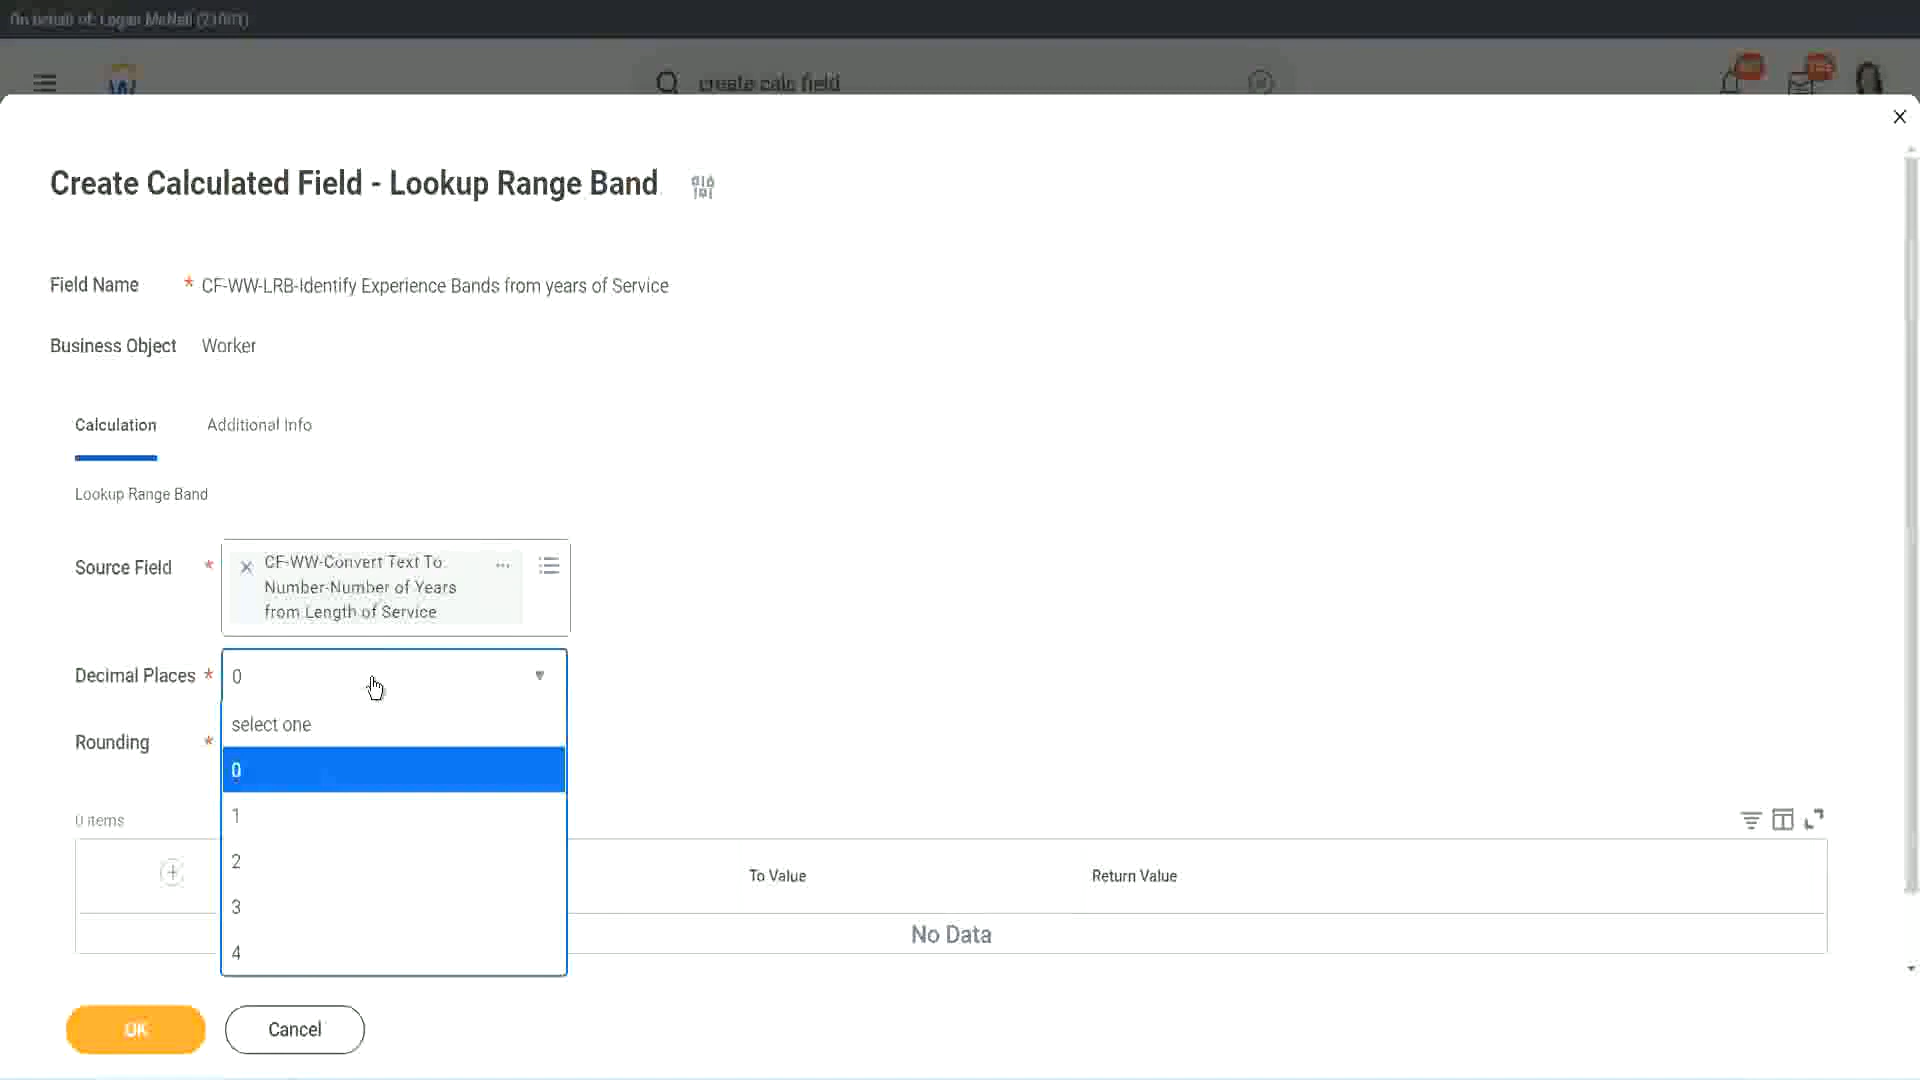 On behalf of: Logan McNeil (21001)
create calc field
Create Calculated Field - Lookup Range Band
Field Name * CF-WW-LRB-Identify Experience Bands from years of Service
Business Object Worker
Calculation Additional Info
Lookup Range Band
Source Field * × CF-WW-Convert Text To
Number-Number of Years
from Length of Service
Decimal Places * 0
select one
0
Rounding *
1
0 items
2
To Value Return Value
3
No Data
4
OK Cancel